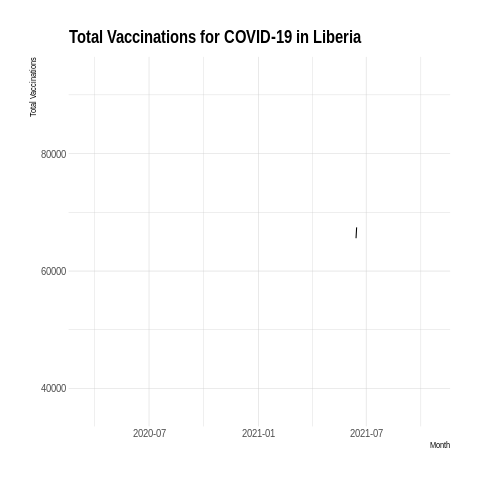 Total Vaccinations for COVID-19 in Liberia
Total Vaccinations
80000
60000
40000
2020-07
2021-01
2021-07
Month